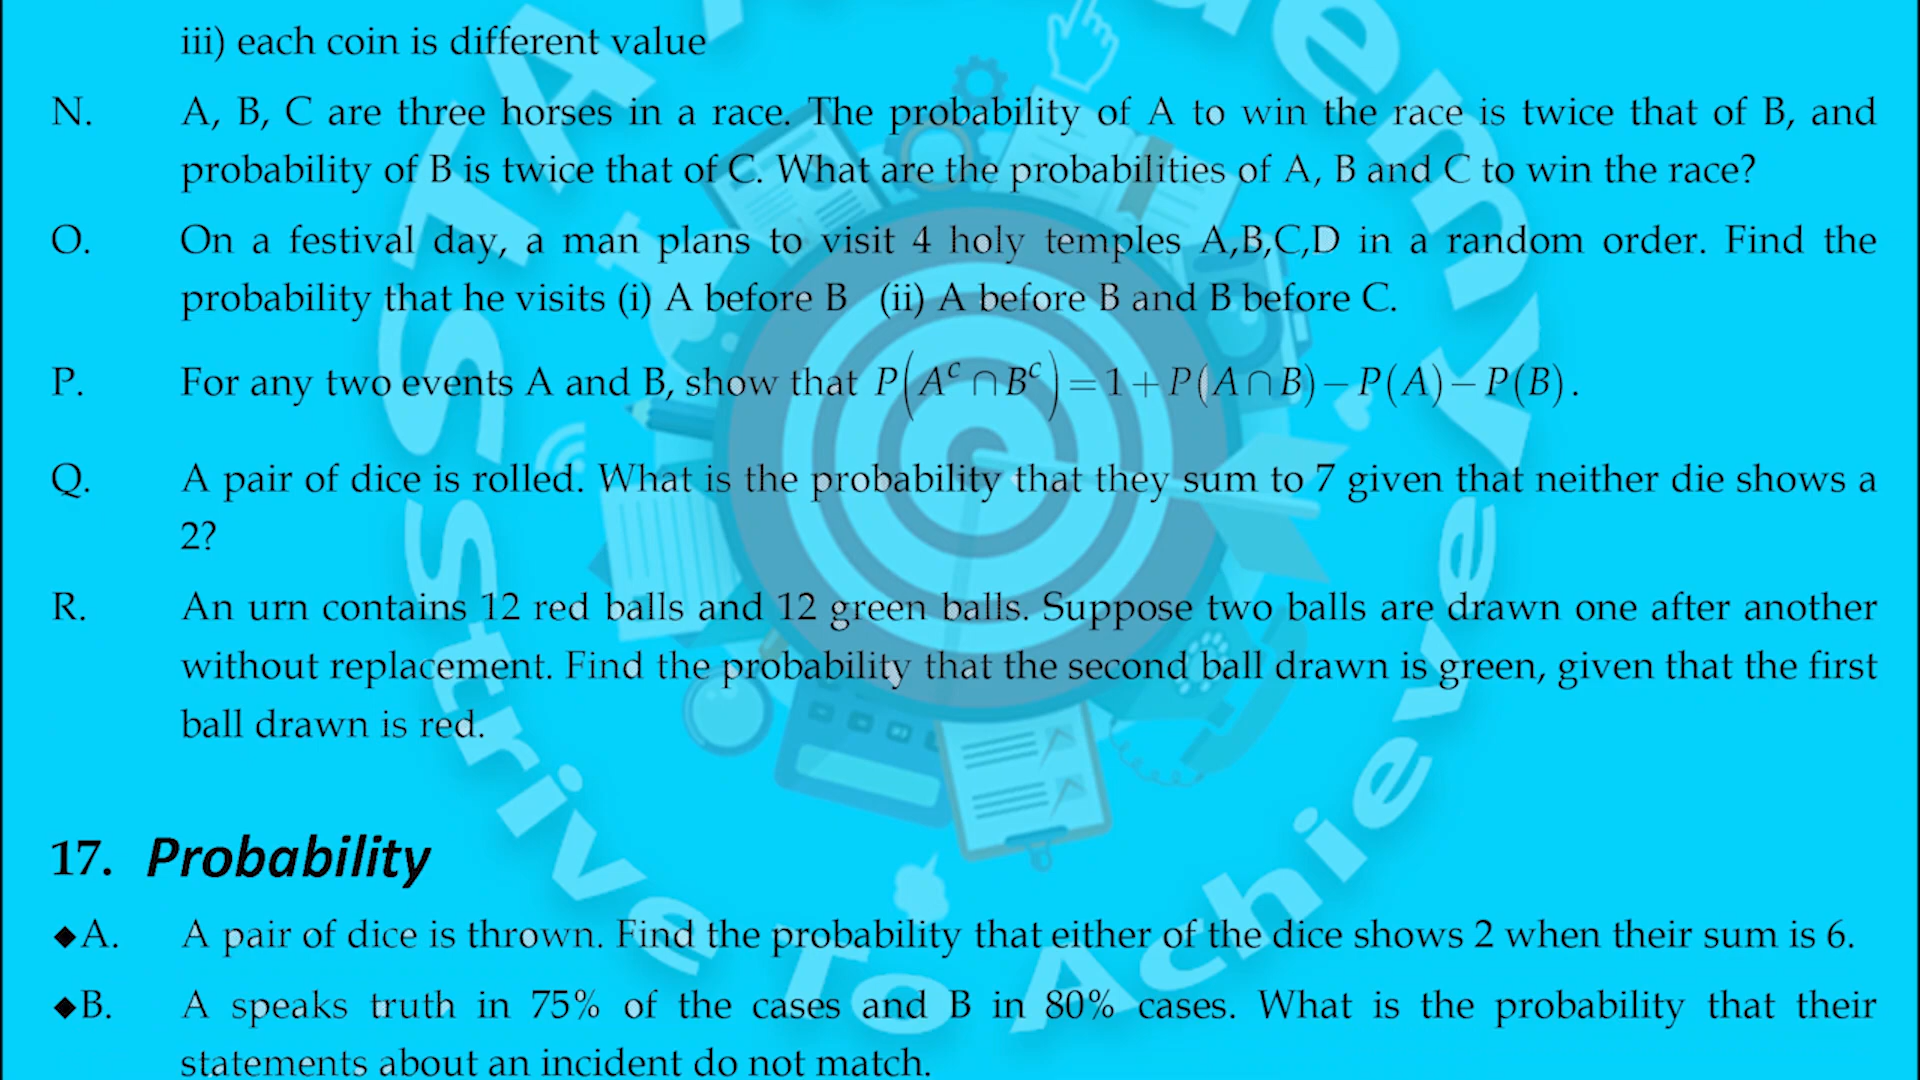 iii) each coin is different value
N. A, B, C are three horses in a race. The probability of A to win the race is twice that of B, and
probability of B is twice that of C. What are the probabilities of A, B and C to win the race?
O. On a festival day, a man plans to visit 4 holy temples A,B,C,D in a random order. Find the
probability that he visits (i) A before B (ii) A before B and B before C.
P. For any two events A and B, show that P(Aᶜ∩Bᶜ)=1+P(A∩B)−P(A)−P(B).
Q. A pair of dice is rolled. What is the probability that they sum to 7 given that neither die shows a
2?
R. An urn contains 12 red balls and 12 green balls. Suppose two balls are drawn one after another
without replacement. Find the probability that the second ball drawn is green, given that the first
ball drawn is red.
17. Probability
◆A. A pair of dice is thrown. Find the probability that either of the dice shows 2 when their sum is 6.
◆B. A speaks truth in 75% of the cases and B in 80% cases. What is the probability that their
statements about an incident do not match.
Strive To Achieve